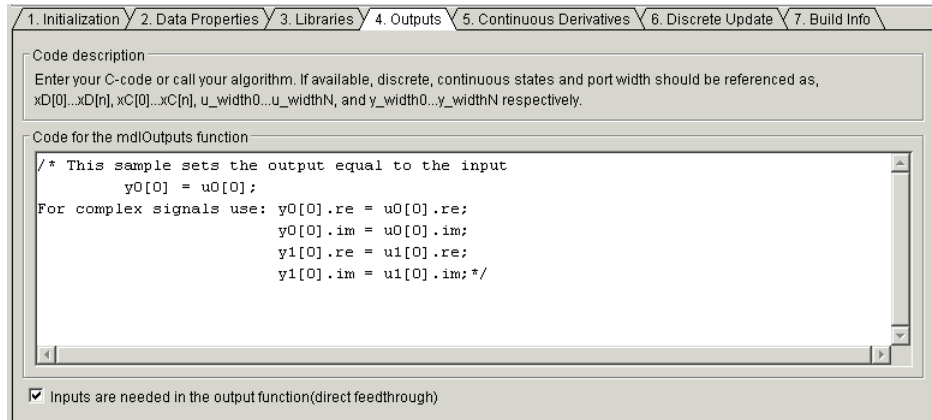 1. Initialization 2. Data Properties 3. Libraries 4. Outputs 5. Continuous Derivatives 6. Discrete Update 7. Build Info
Code description
Enter your C-code or call your algorithm. If available, discrete, continuous states and port width should be referenced as,
xD[0]...xD[n], xC[0]...xC[n], u_width0...u_widthN, and y_width0...y_widthN respectively.
Code for the mdlOutputs function
/* This sample sets the output equal to the input
y0[0] = u0[0];
For complex signals use: y0[0].re = u0[0].re;
y0[0].im = u0[0].im;
y1[0].re = u1[0].re;
y1[0].im = u1[0].im;*/
Inputs are needed in the output function(direct feedthrough)